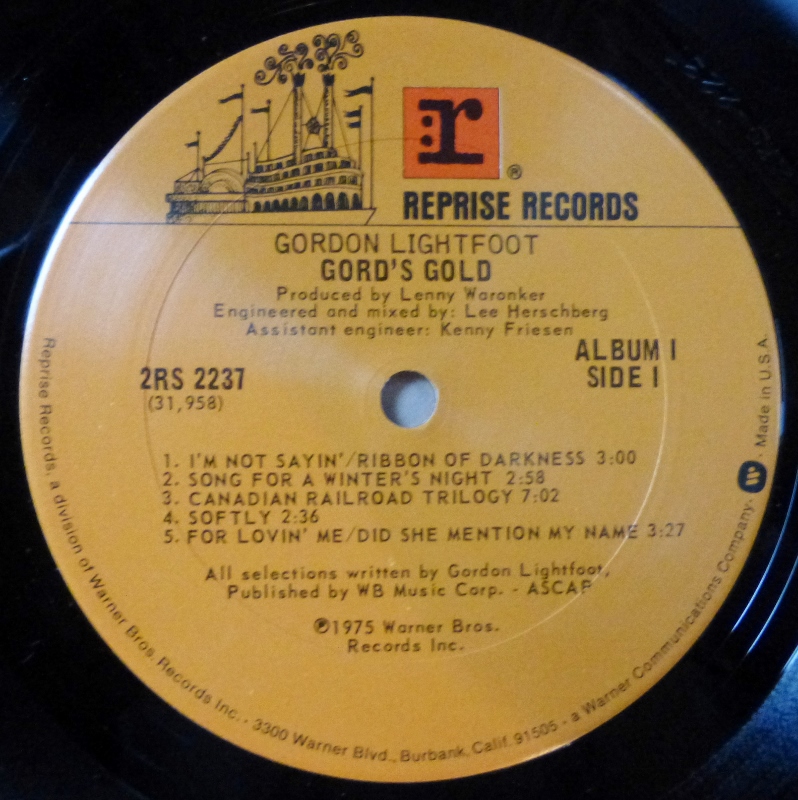 r
®
REPRISE RECORDS
GORDON LIGHTFOOT
GORD'S GOLD
Produced by Lenny Waronker
Engineered and mixed by: Lee Herschberg
Assistant engineer: Kenny Friesen
2RS 2237
(31,958)
ALBUM I
SIDE I
1. I'M NOT SAYIN'/RIBBON OF DARKNESS 3:00
2. SONG FOR A WINTER'S NIGHT 2:58
3. CANADIAN RAILROAD TRILOGY 7:02
4. SOFTLY 2:36
5. FOR LOVIN' ME/DID SHE MENTION MY NAME 3:27
All selections written by Gordon Lightfoot.
Published by WB Music Corp. - ASCAP
℗1975 Warner Bros.
Records Inc.
Reprise Records, a division of Warner Bros. Records Inc. · 3300 Warner Blvd., Burbank, Calif. 91505 - a Warner Communications Company · W · Made in U.S.A.